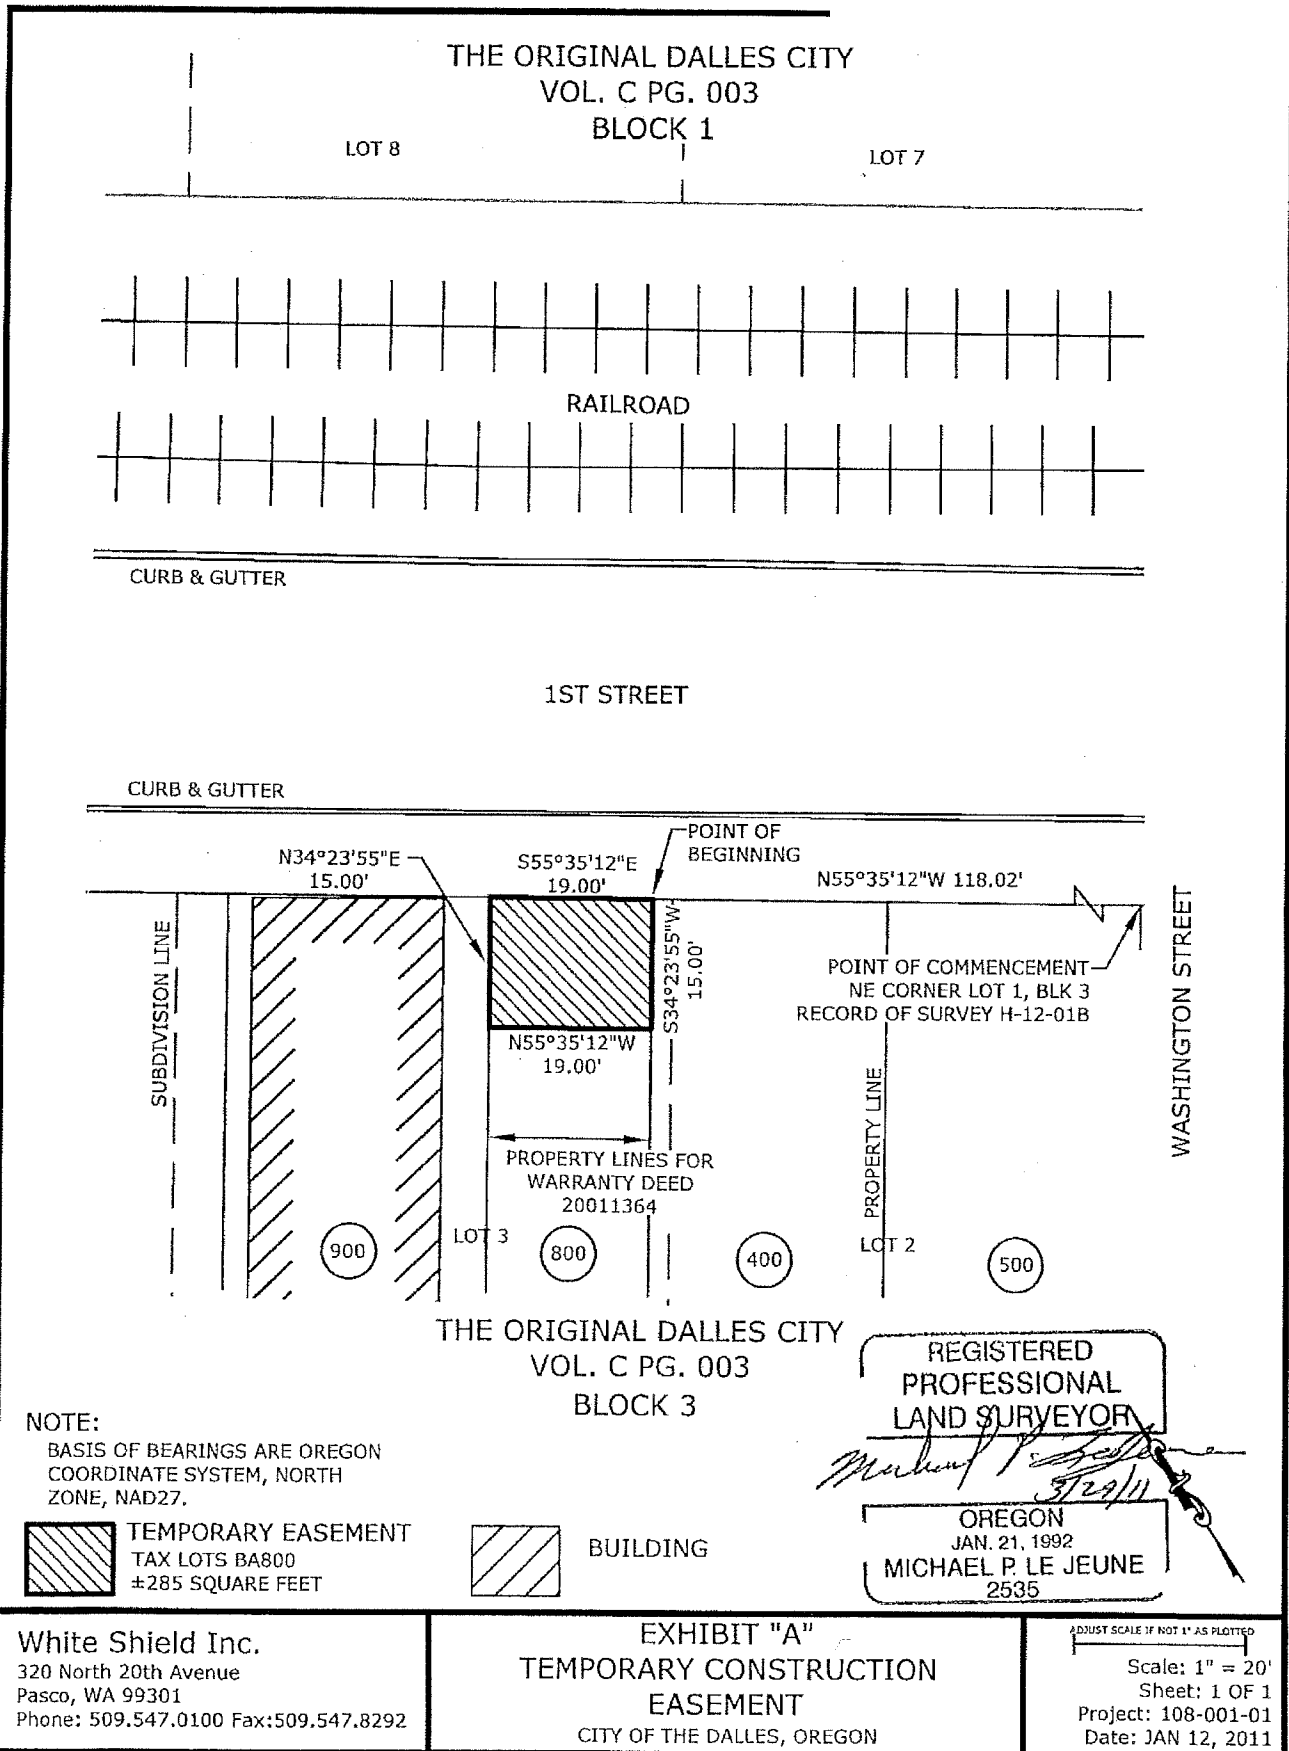 THE ORIGINAL DALLES CITY
VOL. C PG. 003
BLOCK 1
LOT 8
LOT 7
RAILROAD
CURB & GUTTER
1ST STREET
CURB & GUTTER
POINT OF
BEGINNING
N34°23'55"E
15.00'
S55°35'12"E
19.00'
N55°35'12"W 118.02'
SUBDIVISION LINE
S34°23'55"W
15.00'
WASHINGTON STREET
POINT OF COMMENCEMENT
NE CORNER LOT 1, BLK 3
RECORD OF SURVEY H-12-01B
N55°35'12"W
19.00'
PROPERTY LINE
PROPERTY LINES FOR
WARRANTY DEED
20011364
LOT 3
LOT 2
900
800
400
500
THE ORIGINAL DALLES CITY
VOL. C PG. 003
BLOCK 3
REGISTERED
PROFESSIONAL
LAND SURVEYOR
3/29/11
OREGON
JAN. 21, 1992
MICHAEL P. LE JEUNE
2535
NOTE:
BASIS OF BEARINGS ARE OREGON
COORDINATE SYSTEM, NORTH
ZONE, NAD27.
TEMPORARY EASEMENT
TAX LOTS BA800
±285 SQUARE FEET
BUILDING
White Shield Inc.
320 North 20th Avenue
Pasco, WA 99301
Phone: 509.547.0100 Fax:509.547.8292
EXHIBIT "A"
TEMPORARY CONSTRUCTION
EASEMENT
CITY OF THE DALLES, OREGON
ADJUST SCALE IF NOT 1" AS PLOTTED
Scale: 1" = 20'
Sheet: 1 OF 1
Project: 108-001-01
Date: JAN 12, 2011